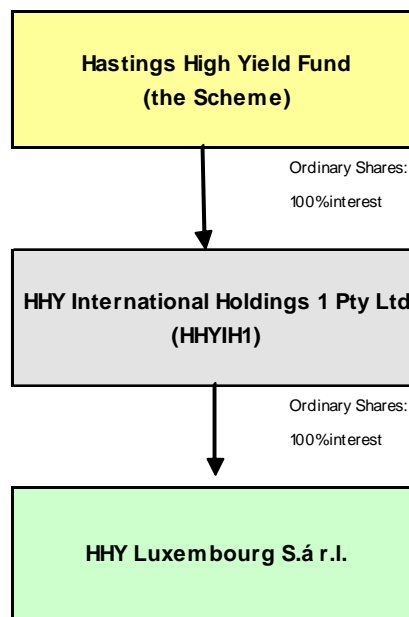 Hastings High Yield Fund
(the Scheme)
Ordinary Shares:
100%interest
HHY International Holdings 1 Pty Ltd
(HHYIH1)
Ordinary Shares:
100%interest
HHY Luxembourg S.á r.l.